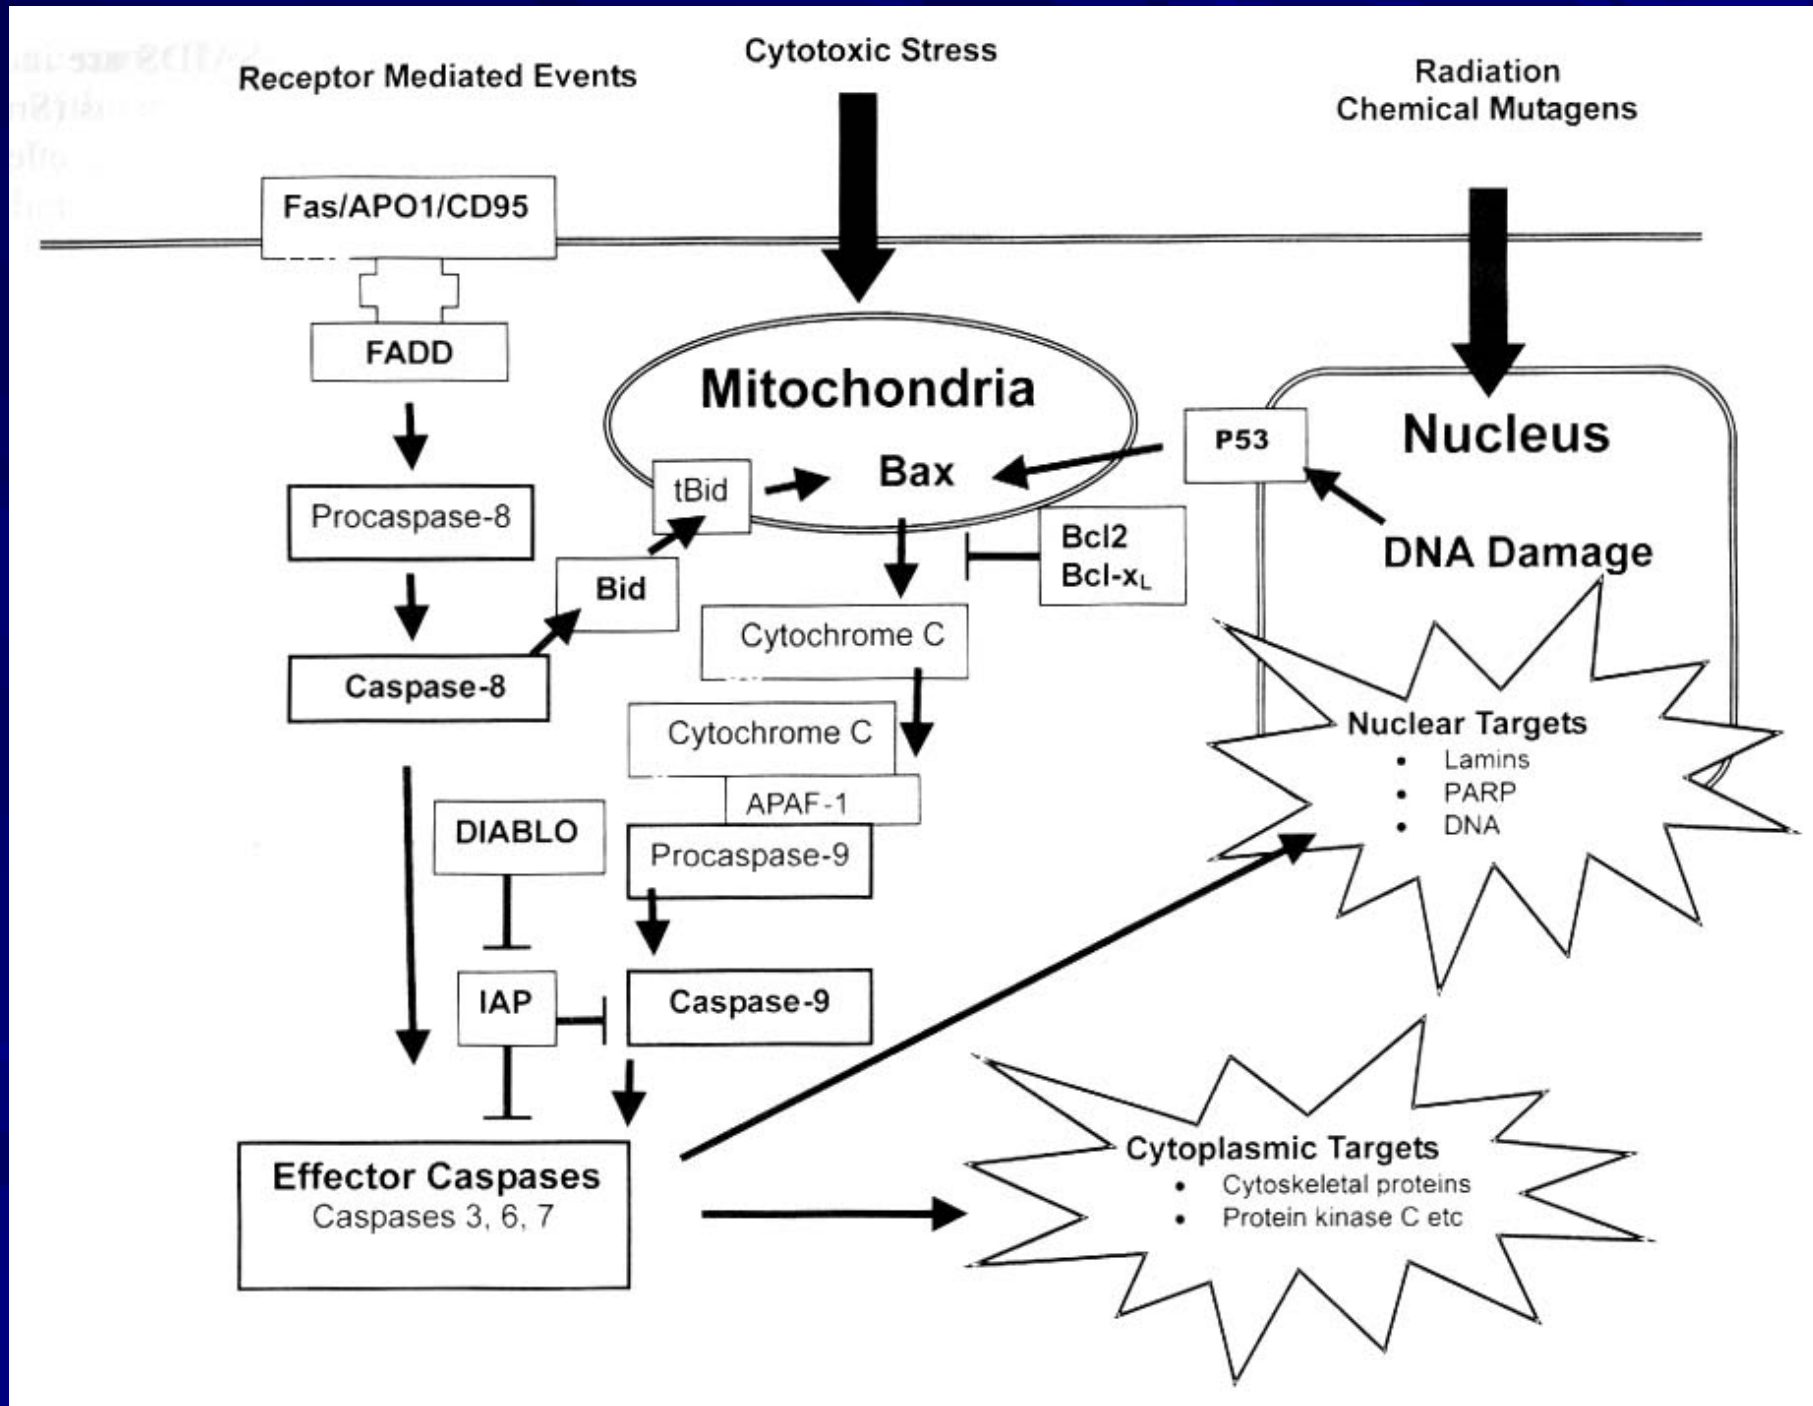 Receptor Mediated Events
Cytotoxic Stress
Radiation
Chemical Mutagens
Fas/APO1/CD95
FADD
Procaspase-8
Caspase-8
Bid
tBid
Mitochondria
Bax
Bcl2
Bcl-xL
P53
Nucleus
DNA Damage
Cytochrome C
Cytochrome C
APAF-1
Procaspase-9
DIABLO
IAP
Caspase-9
Effector Caspases
Caspases 3, 6, 7
Nuclear Targets
• Lamins
• PARP
• DNA
Cytoplasmic Targets
• Cytoskeletal proteins
• Protein kinase C etc